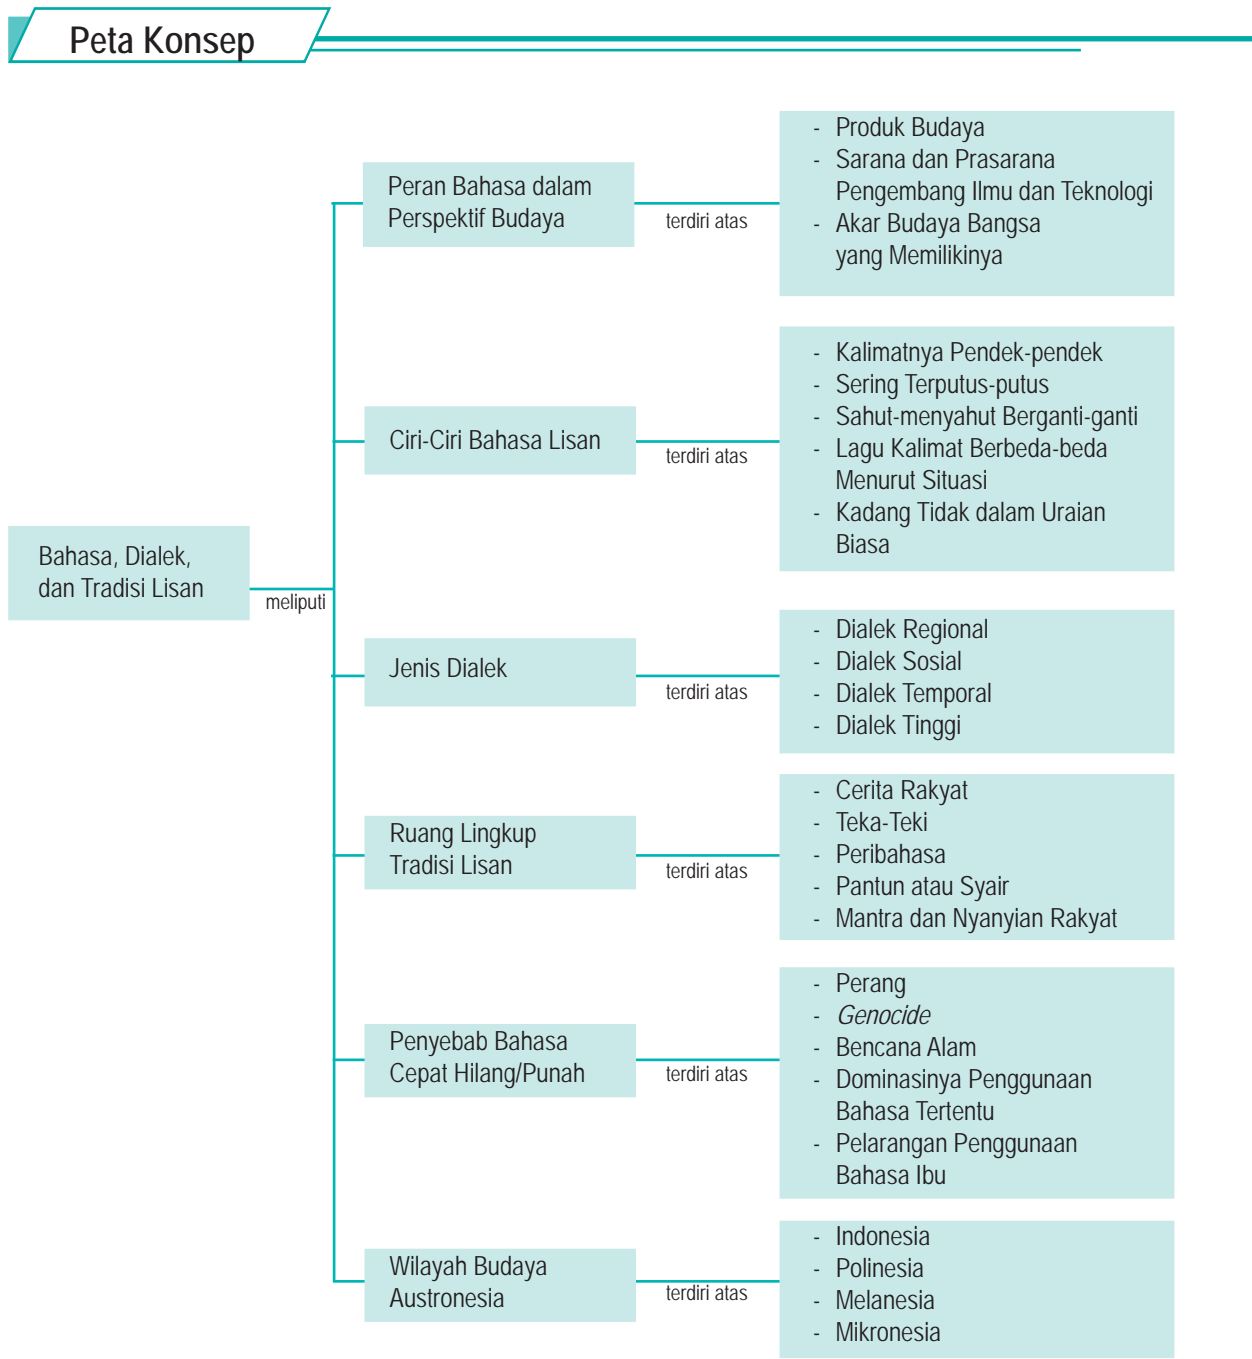 Peta Konsep
Bahasa, Dialek,
dan Tradisi Lisan
meliputi
Peran Bahasa dalam
Perspektif Budaya
terdiri atas
- Produk Budaya
- Sarana dan Prasarana
Pengembang Ilmu dan Teknologi
- Akar Budaya Bangsa
yang Memilikinya
Ciri-Ciri Bahasa Lisan
terdiri atas
- Kalimatnya Pendek-pendek
- Sering Terputus-putus
- Sahut-menyahut Berganti-ganti
- Lagu Kalimat Berbeda-beda
Menurut Situasi
- Kadang Tidak dalam Uraian
Biasa
Jenis Dialek
terdiri atas
- Dialek Regional
- Dialek Sosial
- Dialek Temporal
- Dialek Tinggi
Ruang Lingkup
Tradisi Lisan
terdiri atas
- Cerita Rakyat
- Teka-Teki
- Peribahasa
- Pantun atau Syair
- Mantra dan Nyanyian Rakyat
Penyebab Bahasa
Cepat Hilang/Punah
terdiri atas
- Perang
- Genocide
- Bencana Alam
- Dominasinya Penggunaan
Bahasa Tertentu
- Pelarangan Penggunaan
Bahasa Ibu
Wilayah Budaya
Austronesia
terdiri atas
- Indonesia
- Polinesia
- Melanesia
- Mikronesia